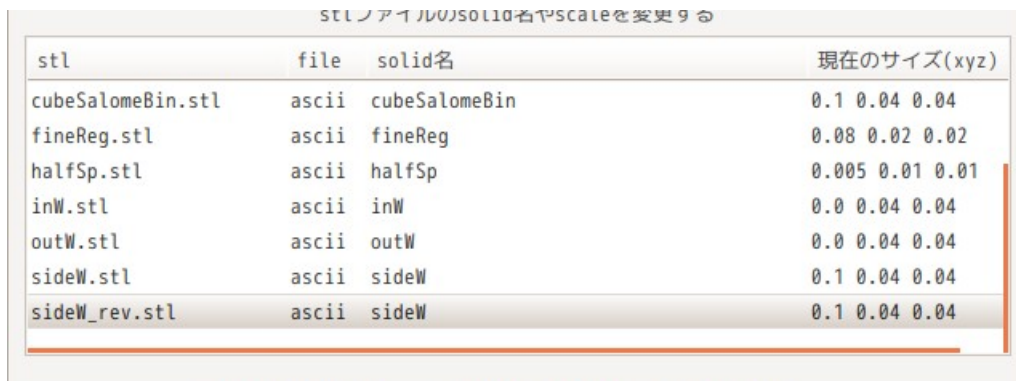 stlファイルのsolid名やscaleを変更する
stl file solid名 現在のサイズ(xyz)
cubeSalomeBin.stl ascii cubeSalomeBin 0.1 0.04 0.04
fineReg.stl ascii fineReg 0.08 0.02 0.02
halfSp.stl ascii halfSp 0.005 0.01 0.01
inW.stl ascii inW 0.0 0.04 0.04
outW.stl ascii outW 0.0 0.04 0.04
sideW.stl ascii sideW 0.1 0.04 0.04
sideW_rev.stl ascii sideW 0.1 0.04 0.04